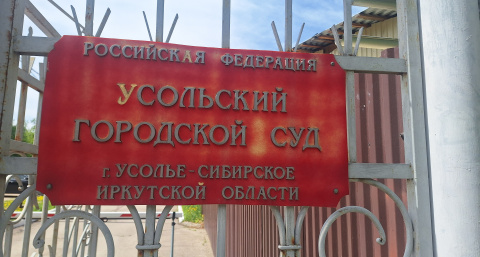 РОССИЙСКАЯ ФЕДЕРАЦИЯ
УСОЛЬСКИЙ
ГОРОДСКОЙ СУД
г. УСОЛЬЕ-СИБИРСКОЕ
ИРКУТСКОЙ ОБЛАСТИ